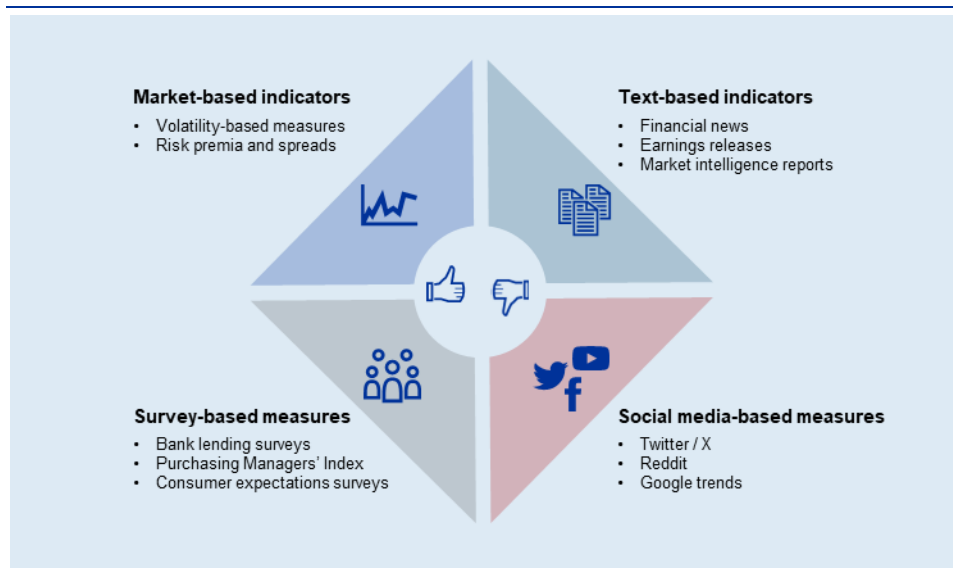 Market-based indicators
• Volatility-based measures
• Risk premia and spreads
Text-based indicators
• Financial news
• Earnings releases
• Market intelligence reports
Survey-based measures
• Bank lending surveys
• Purchasing Managers' Index
• Consumer expectations surveys
Social media-based measures
• Twitter / X
• Reddit
• Google trends